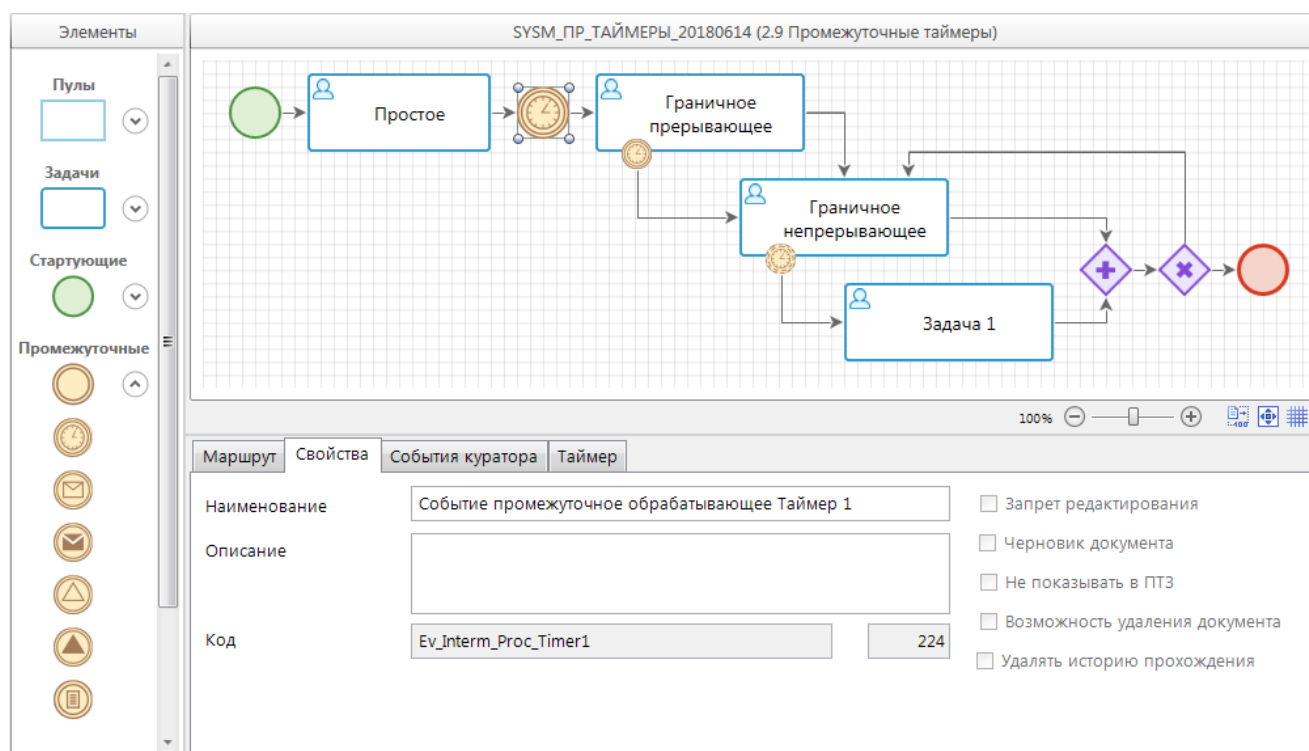 Элементы
SYSM_ПР_ТАЙМЕРЫ_20180614 (2.9 Промежуточные таймеры)
Пулы
Задачи
Стартующие
Промежуточные
Простое
Граничное
прерывающее
Граничное
непрерывающее
Задача 1
100%
Маршрут
Свойства
События куратора
Таймер
Наименование
Событие промежуточное обрабатывающее Таймер 1
Описание
Код
Ev_Interm_Proc_Timer1
224
Запрет редактирования
Черновик документа
Не показывать в ПТЗ
Возможность удаления документа
Удалять историю прохождения